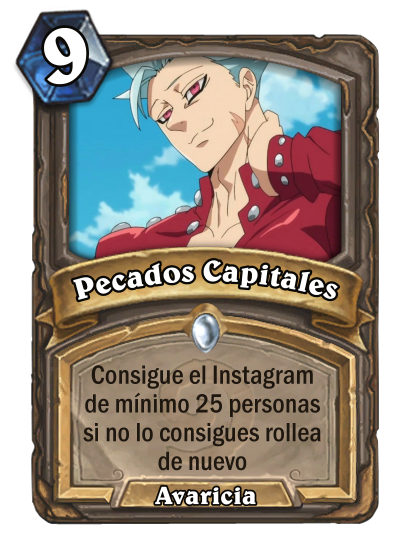 9
Pecados Capitales
Consigue el Instagram
de mínimo 25 personas
si no lo consigues rollea
de nuevo
Avaricia